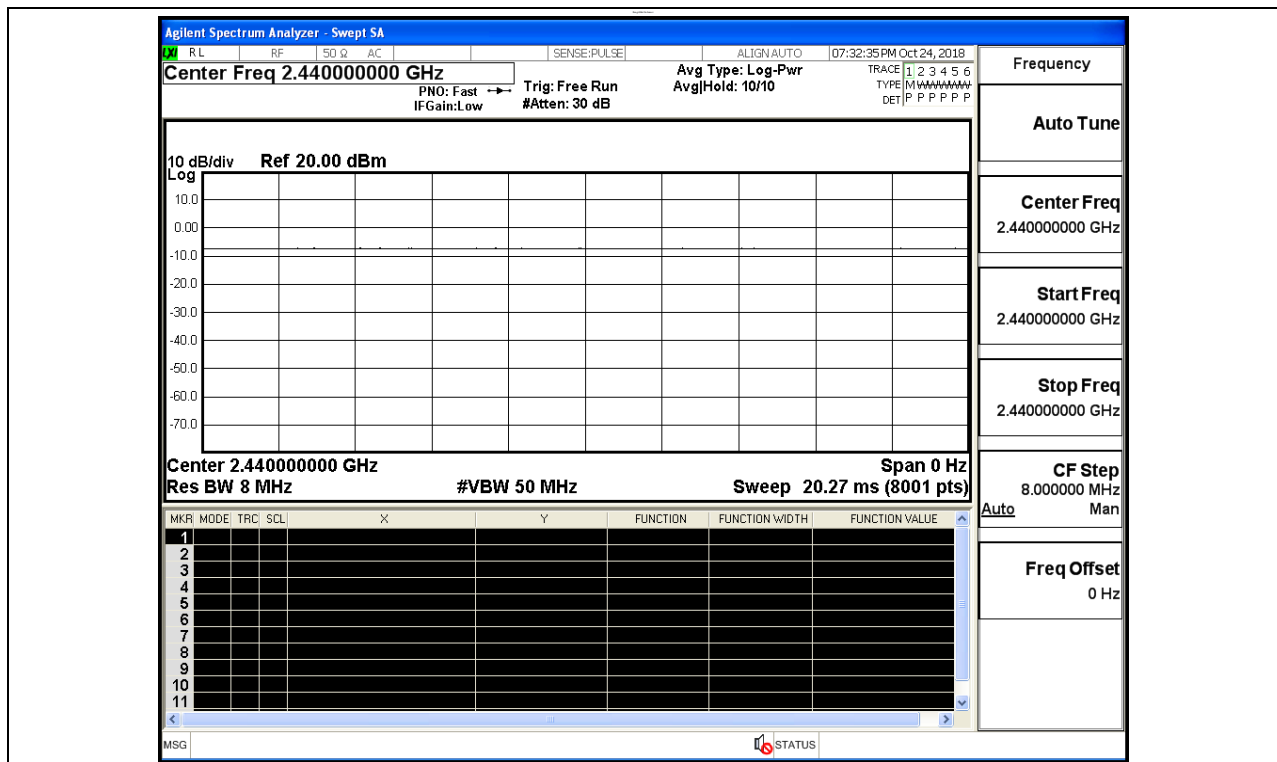 Agilent Spectrum Analyzer - Swept SA
LXI RL RF 50 Ω AC SENSE:PULSE ALIGN AUTO 07:32:35 PM Oct 24, 2018
Center Freq 2.440000000 GHz
PNO: Fast
IFGain:Low
Trig: Free Run
#Atten: 30 dB
Avg Type: Log-Pwr
Avg|Hold: 10/10
TRACE 1 2 3 4 5 6
TYPE M WWWWW
DET P P P P P P
10 dB/div Ref 20.00 dBm
Log
10.0
0.00
-10.0
-20.0
-30.0
-40.0
-50.0
-60.0
-70.0
Center 2.440000000 GHz Span 0 Hz
Res BW 8 MHz #VBW 50 MHz Sweep 20.27 ms (8001 pts)
MKR MODE TRC SCL X Y FUNCTION FUNCTION WIDTH FUNCTION VALUE
1
2
3
4
5
6
7
8
9
10
11
MSG STATUS
Frequency
Auto Tune
Center Freq
2.440000000 GHz
Start Freq
2.440000000 GHz
Stop Freq
2.440000000 GHz
CF Step
8.000000 MHz
Auto Man
Freq Offset
0 Hz